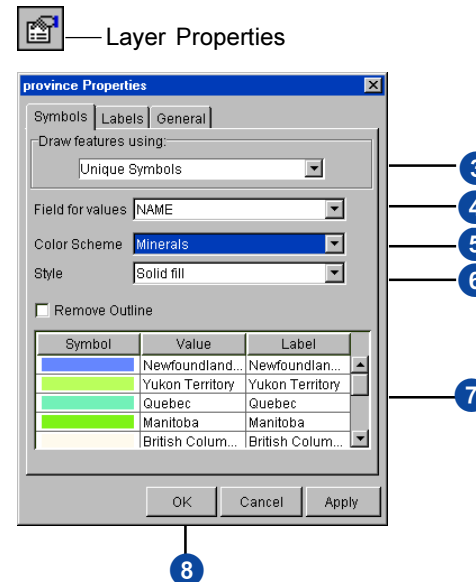 Layer Properties
province Properties
Symbols Labels General
Draw features using:
Unique Symbols
3
Field for values NAME
4
Color Scheme Minerals
5
Style Solid fill
6
Remove Outline
Symbol Value Label
Newfoundland... Newfoundlan...
Yukon Territory Yukon Territory
Quebec Quebec
7
Manitoba Manitoba
British Colum... British Colum...
OK Cancel Apply
8